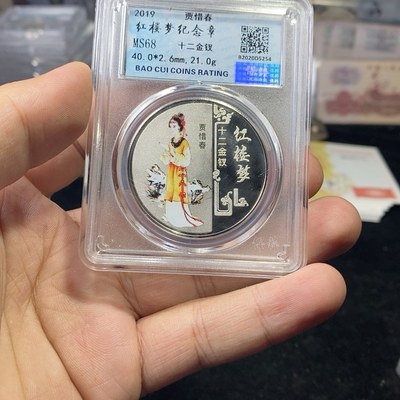 2019 贾惜春
红楼梦纪念章
MS68 十二金钗
40.0*2.6mm,21.0g
BAO CUI COINS RATING
9202005254
贾惜春
十二金钗
红楼梦